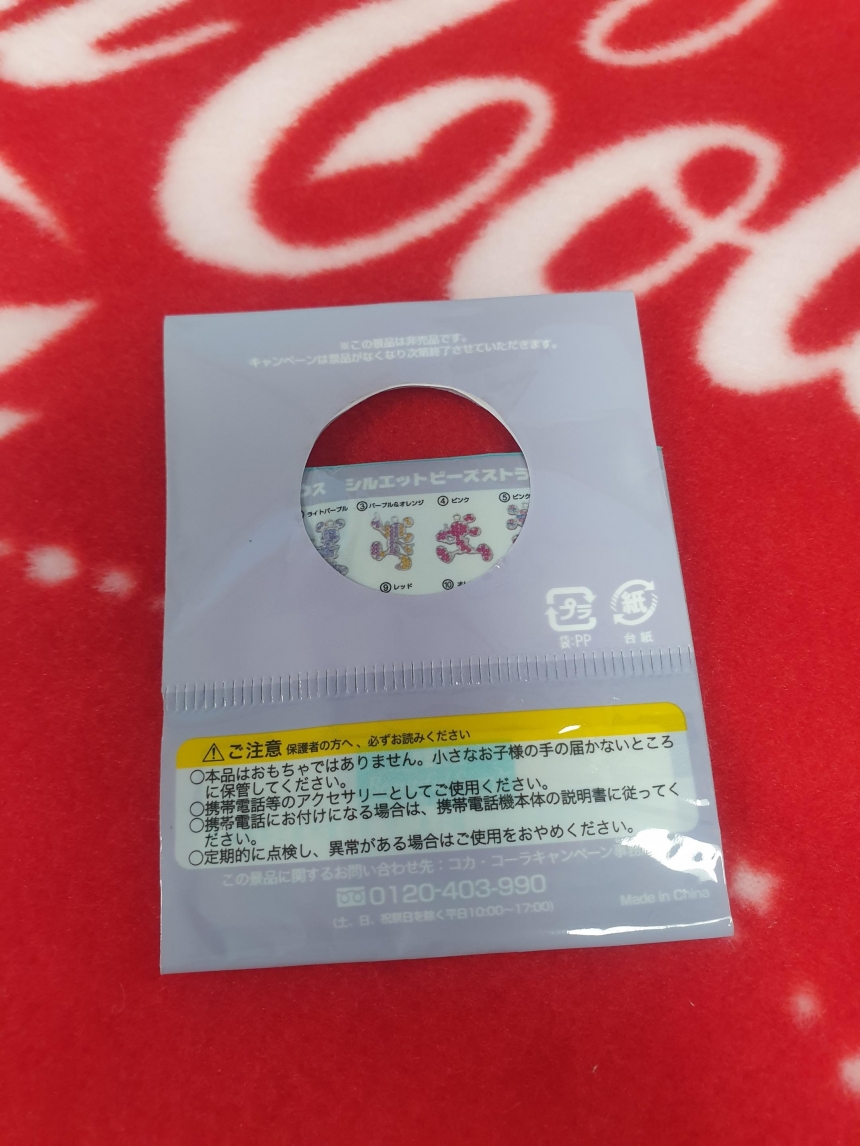 ※この景品は非売品です。
キャンペーンは景品がなくなり次第終了させていただきます。
ス シルエットビーズストラ
ライトパープル ③パープル&オレンジ ④ピンク ⑤ピンク
⑨レッド ⑩
プラ 紙
袋:PP 台紙
ご注意 保護者の方へ、必ずお読みください
○本品はおもちゃではありません。小さなお子様の手の届かないところ
に保管してください。
○携帯電話等のアクセサリーとしてご使用ください。
○携帯電話にお付けになる場合は、携帯電話機本体の説明書に従ってく
ださい。
○定期的に点検し、異常がある場合はご使用をおやめください。
この景品に関するお問い合わせ先:コカ・コーラキャンペーン事務
0120-403-990
(土、日、祝祭日を除く平日10:00〜17:00)
Made in China